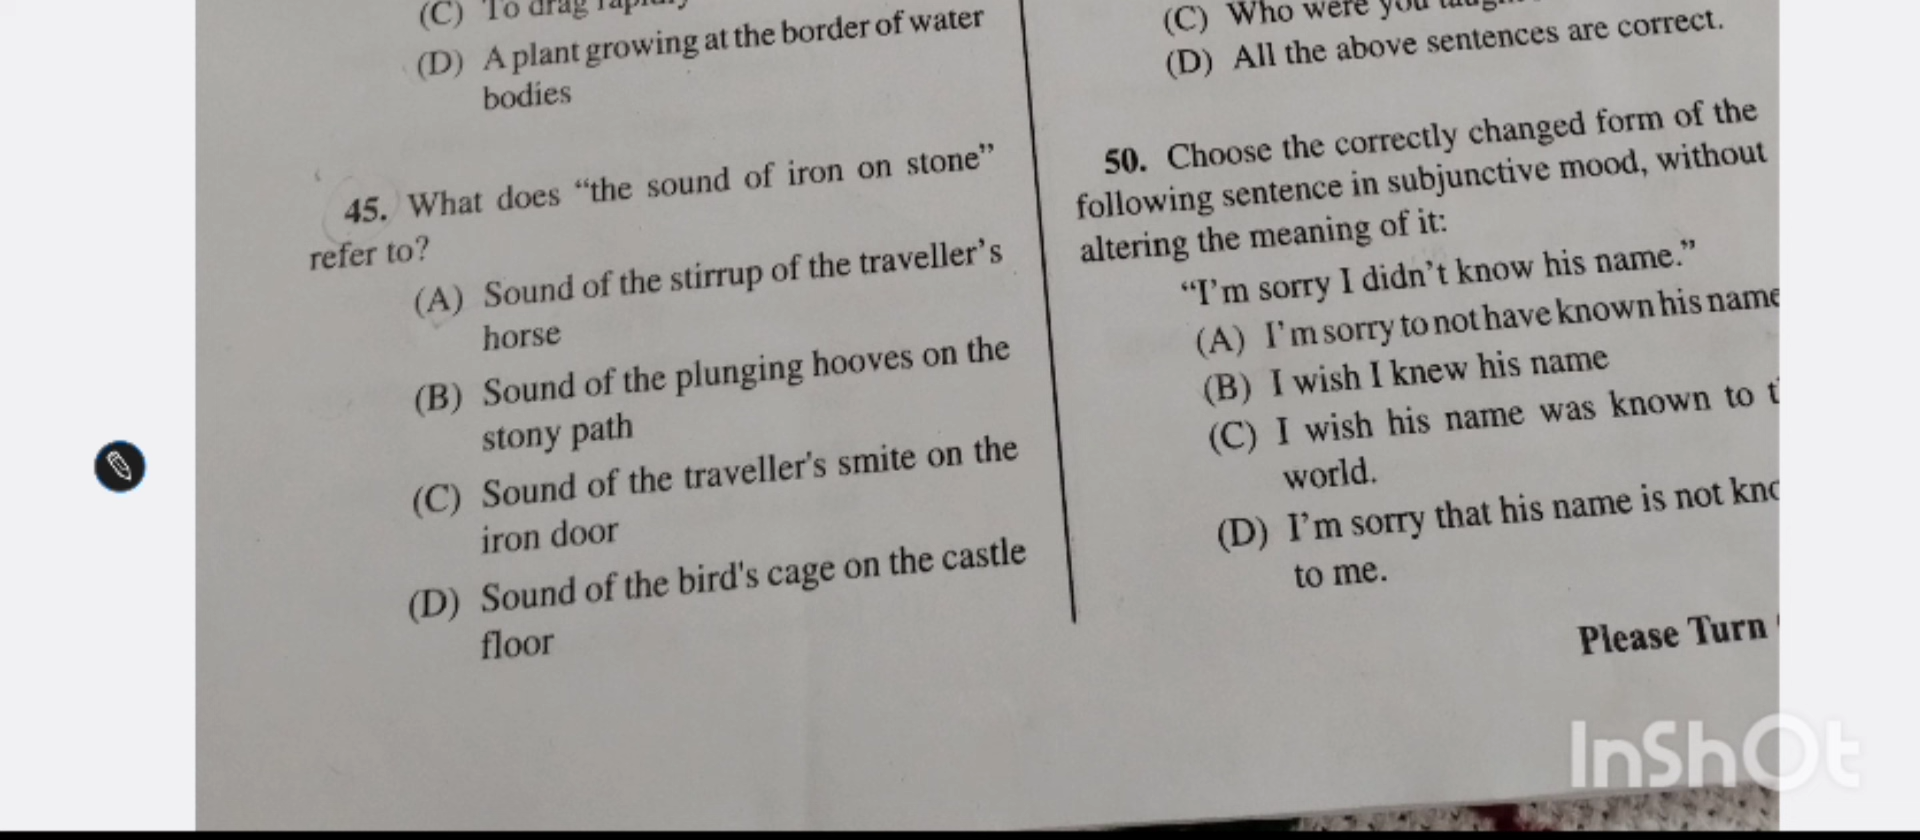 (C) To drag
(D) A plant growing at the border of water
bodies
45. What does “the sound of iron on stone”
refer to?
(A) Sound of the stirrup of the traveller’s
horse
(B) Sound of the plunging hooves on the
stony path
(C) Sound of the traveller's smite on the
iron door
(D) Sound of the bird's cage on the castle
floor
(C) Who were you
(D) All the above sentences are correct.
50. Choose the correctly changed form of the
following sentence in subjunctive mood, without
altering the meaning of it:
“I’m sorry I didn’t know his name.”
(A) I’m sorry to not have known his name
(B) I wish I knew his name
(C) I wish his name was known to
world.
(D) I’m sorry that his name is not
to me.
Please Turn
InShOt